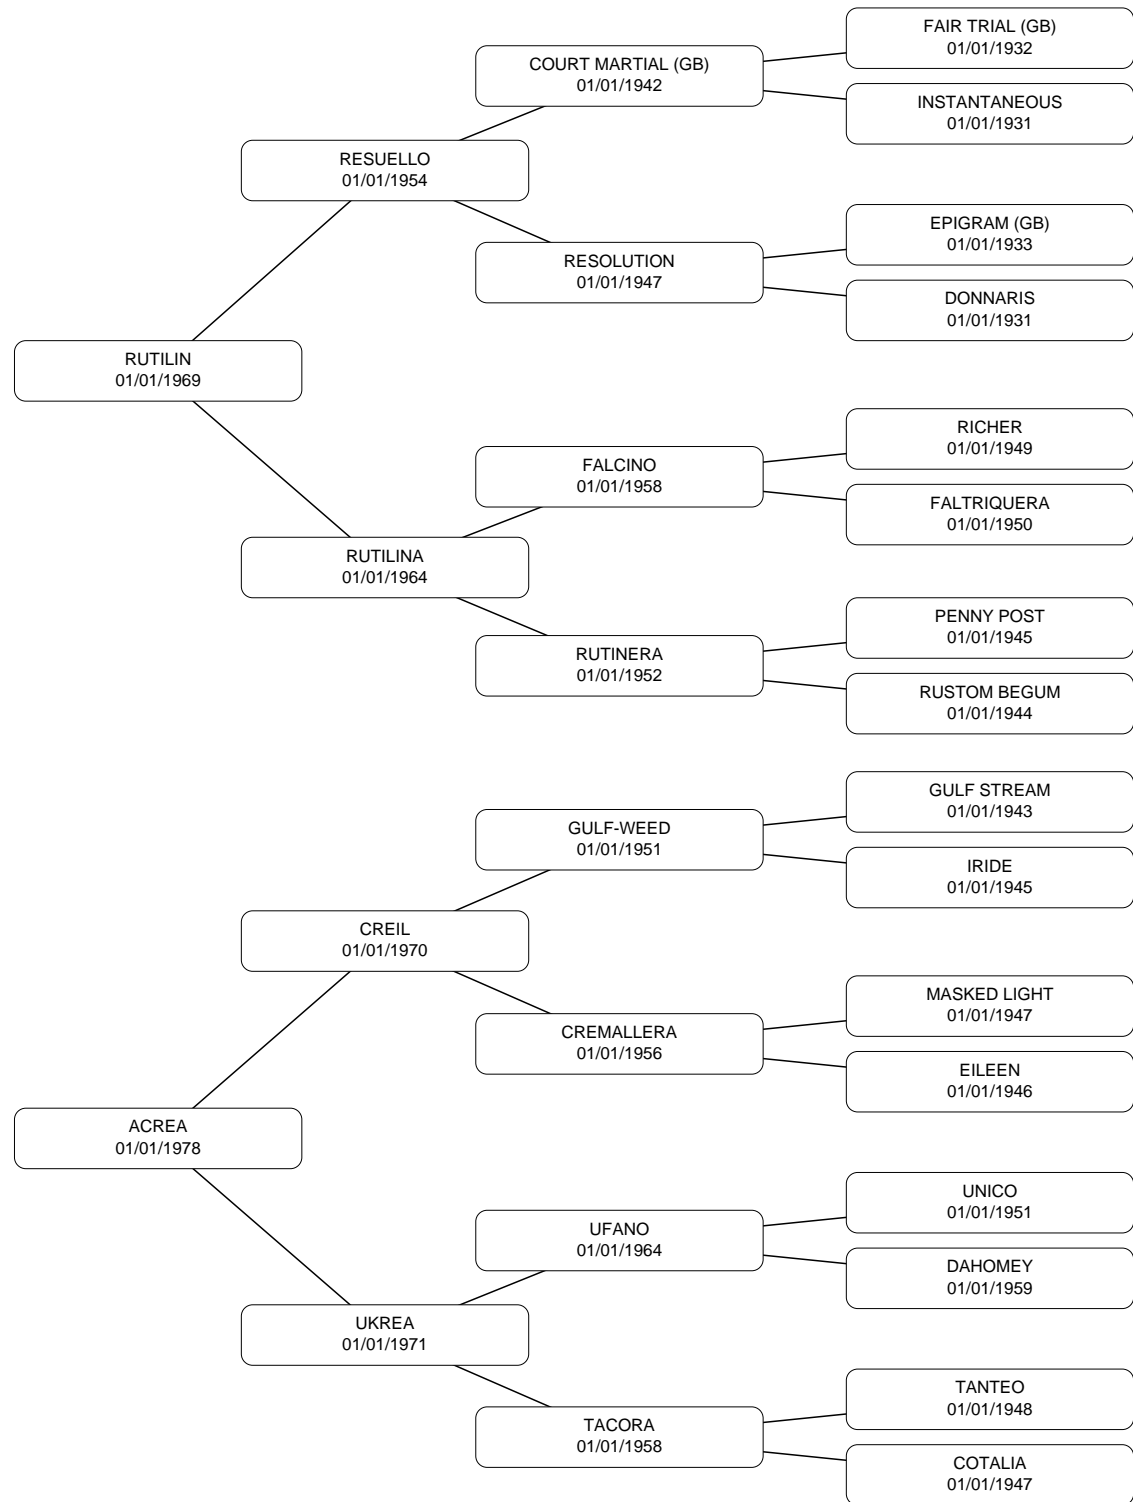 FAIR TRIAL (GB)
01/01/1932
COURT MARTIAL (GB)
01/01/1942
INSTANTANEOUS
01/01/1931
RESUELLO
01/01/1954
EPIGRAM (GB)
01/01/1933
RESOLUTION
01/01/1947
DONNARIS
01/01/1931
RUTILIN
01/01/1969
RICHER
01/01/1949
FALCINO
01/01/1958
FALTRIQUERA
01/01/1950
RUTILINA
01/01/1964
PENNY POST
01/01/1945
RUTINERA
01/01/1952
RUSTOM BEGUM
01/01/1944
GULF STREAM
01/01/1943
GULF-WEED
01/01/1951
IRIDE
01/01/1945
CREIL
01/01/1970
MASKED LIGHT
01/01/1947
CREMALLERA
01/01/1956
EILEEN
01/01/1946
ACREA
01/01/1978
UNICO
01/01/1951
UFANO
01/01/1964
DAHOMEY
01/01/1959
UKREA
01/01/1971
TANTEO
01/01/1948
TACORA
01/01/1958
COTALIA
01/01/1947